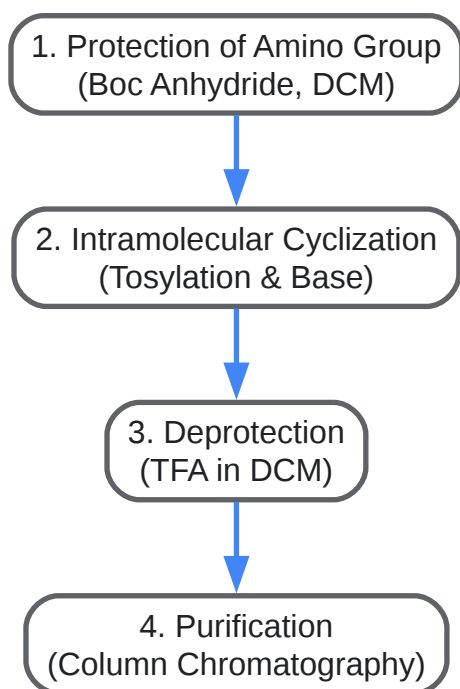 1. Protection of Amino Group
(Boc Anhydride, DCM)
2. Intramolecular Cyclization
(Tosylation & Base)
3. Deprotection
(TFA in DCM)
4. Purification
(Column Chromatography)